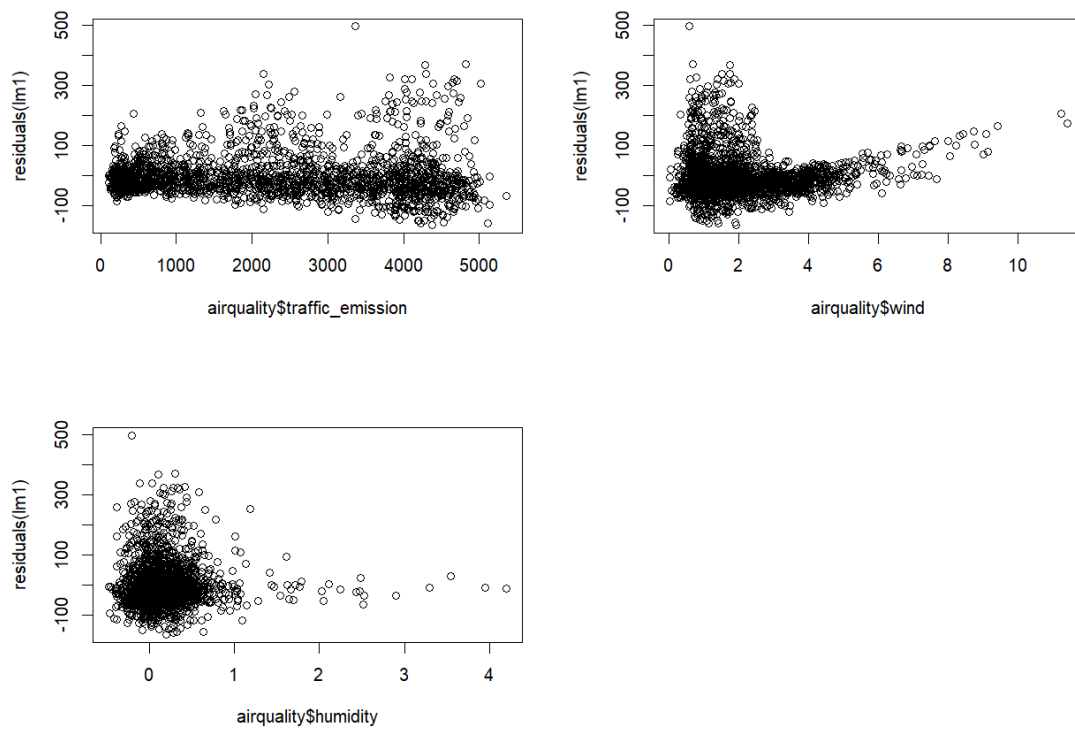 residuals(lm1)
-100 100 300 500
0 1000 2000 3000 4000 5000
airquality$traffic_emission
residuals(lm1)
-100 100 300 500
0 2 4 6 8 10
airquality$wind
residuals(lm1)
-100 100 300 500
0 1 2 3 4
airquality$humidity